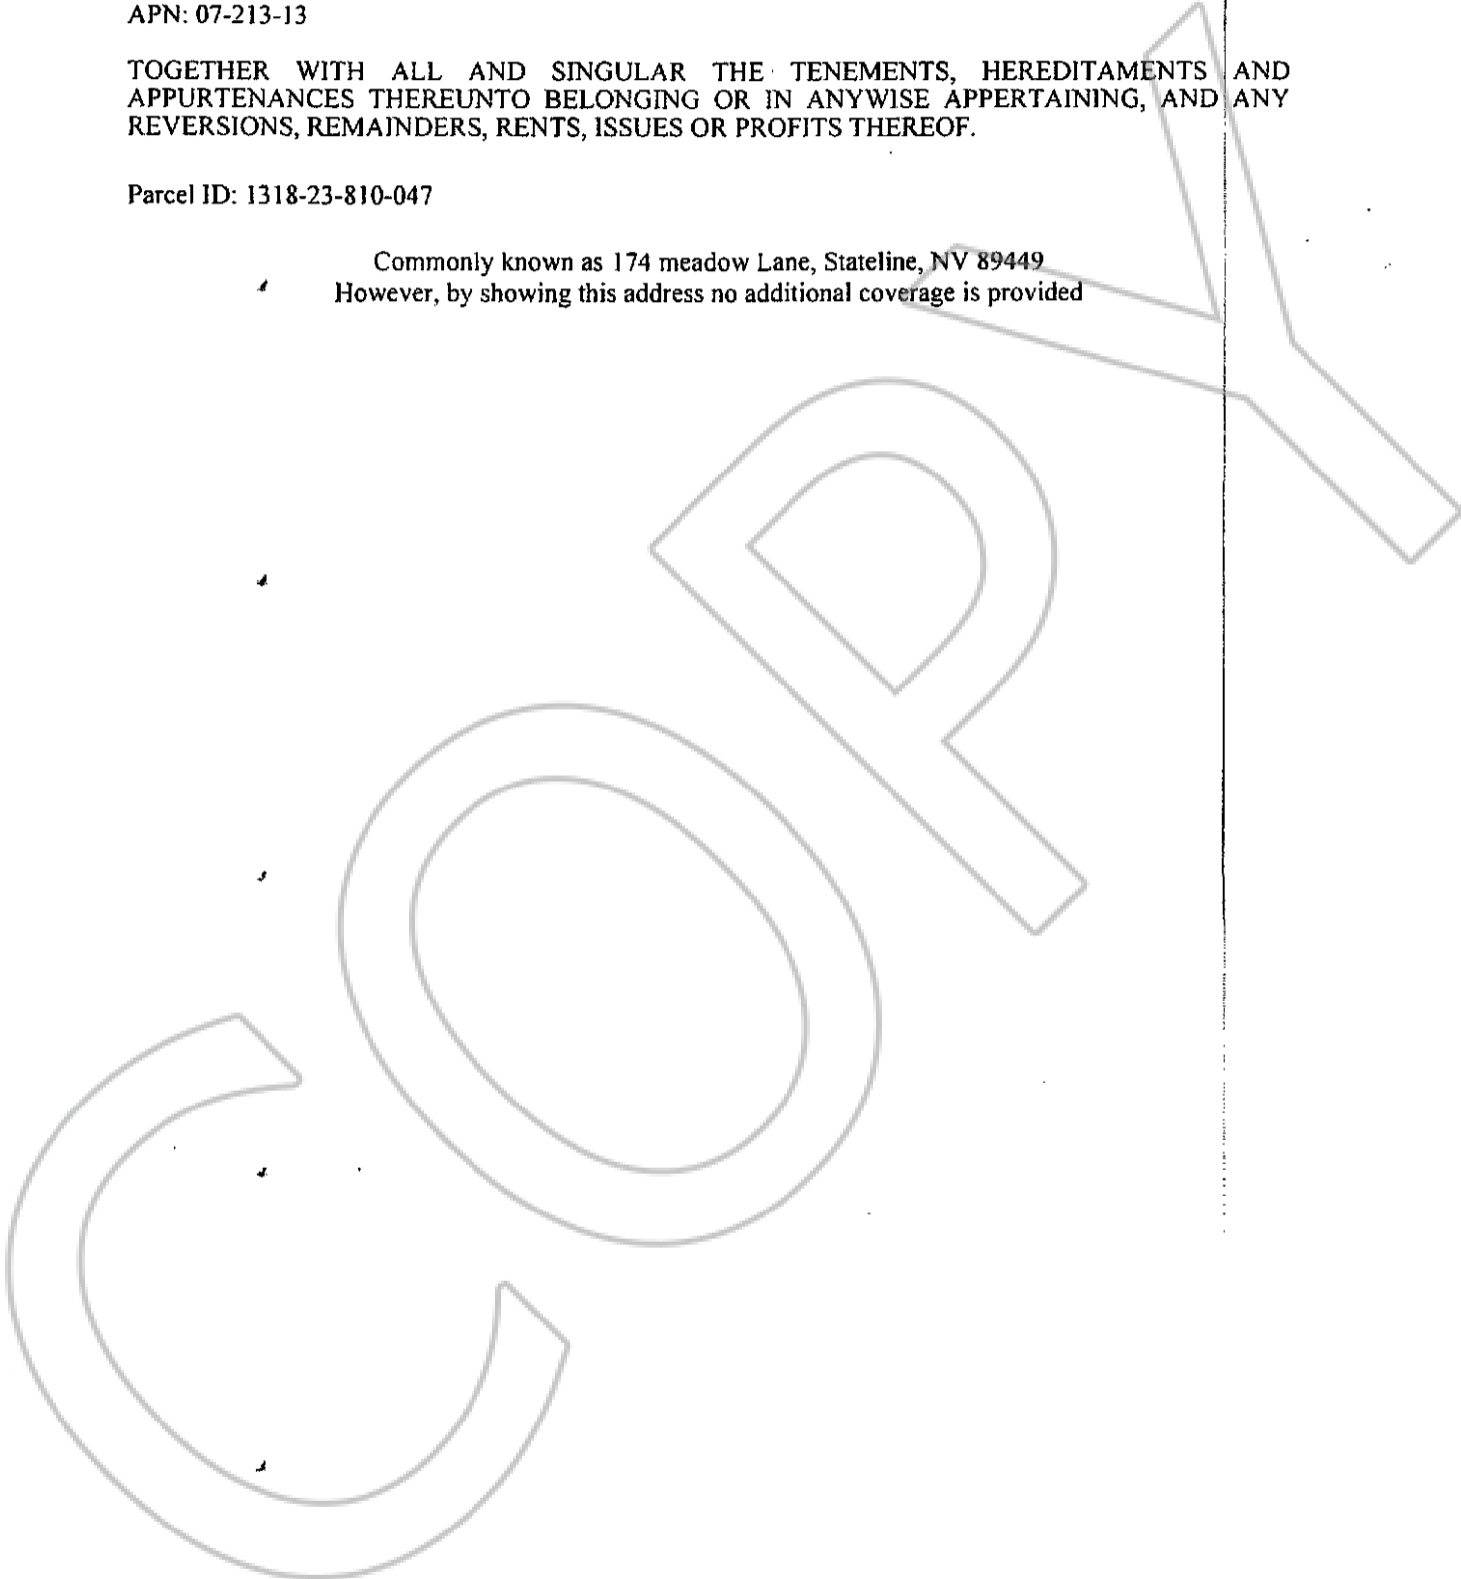 APN: 07-213-13
TOGETHER WITH ALL AND SINGULAR THE TENEMENTS, HEREDITAMENTS AND
APPURTENANCES THEREUNTO BELONGING OR IN ANYWISE APPERTAINING, AND ANY
REVERSIONS, REMAINDERS, RENTS, ISSUES OR PROFITS THEREOF.
Parcel ID: 1318-23-810-047
Commonly known as 174 meadow Lane, Stateline, NV 89449
However, by showing this address no additional coverage is provided
COPY